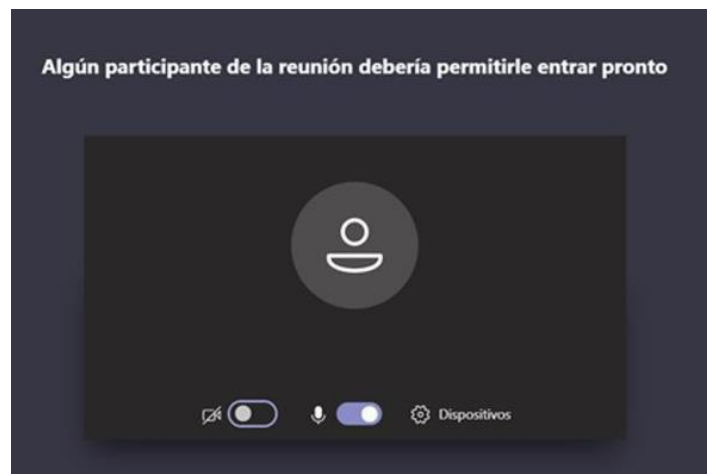 Algún participante de la reunión debería permitirle entrar pronto
Dispositivos